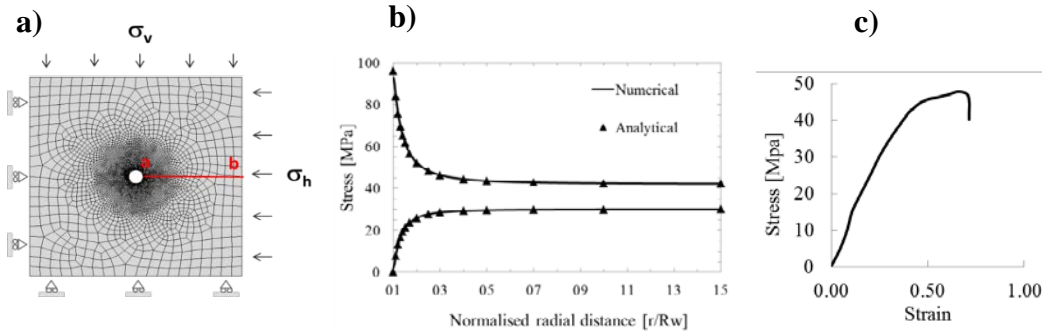 a)
σv
a
b
σh
b)
100
80
60
40
20
0
Stress [MPa]
Numerical
Analytical
01 03 05 07 09 11 13 15
Normalised radial distance [r/Rw]
c)
50
40
30
20
10
0
Stress [Mpa]
0.00 0.50 1.00
Strain